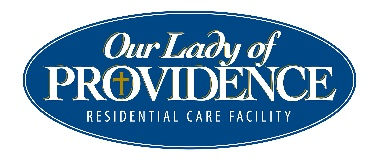 Our Lady of
PROVIDENCE
RESIDENTIAL CARE FACILITY